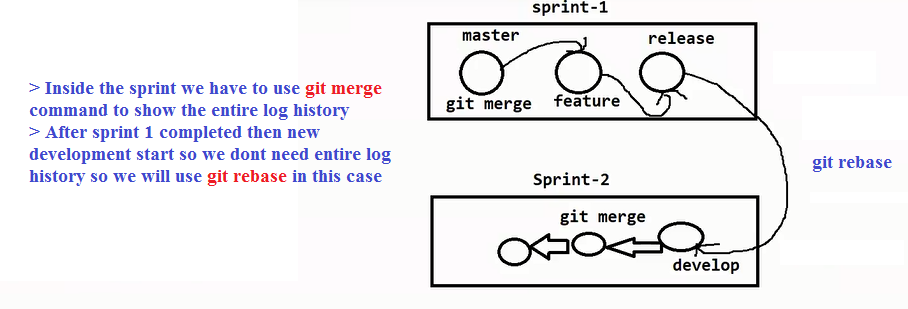 sprint-1
master
release
git merge
feature
> Inside the sprint we have to use git merge
command to show the entire log history
> After sprint 1 completed then new
development start so we dont need entire log
history so we will use git rebase in this case
git rebase
Sprint-2
git merge
develop